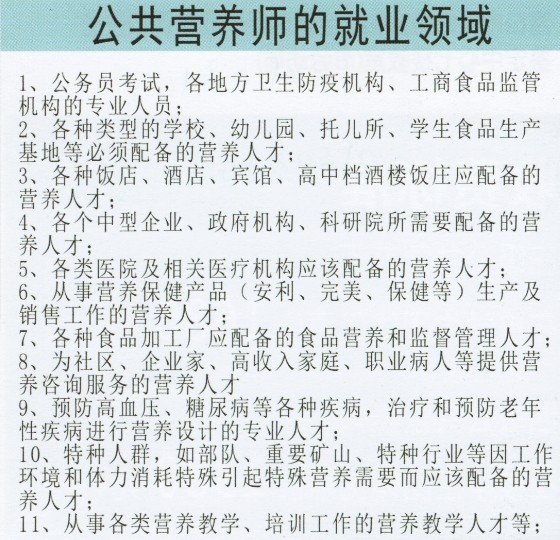 公共营养师的就业领域
1、公务员考试，各地方卫生防疫机构、工商食品监管
机构的专业人员；
2、各种类型的学校、幼儿园、托儿所、学生食品生产
基地等必须配备的营养人才；
3、各种饭店、酒店、宾馆、高中档酒楼饭庄应配备的
营养人才；
4、各个中型企业、政府机构、科研院所需要配备的营
养人才；
5、各类医院及相关医疗机构应该配备的营养人才；
6、从事营养保健产品（安利、完美、保健等）生产及
销售工作的营养人才；
7、各种食品加工厂应配备的食品营养和监督管理人才；
8、为社区、企业家、高收入家庭、职业病人等提供营
养咨询服务的营养人才
9、预防高血压、糖尿病等各种疾病，治疗和预防老年
性疾病进行营养设计的专业人才；
10、特种人群，如部队、重要矿山、特种行业等因工作
环境和体力消耗特殊引起特殊营养需要而应该配备的营
养人才；
11、从事各类营养教学、培训工作的营养教学人才等；